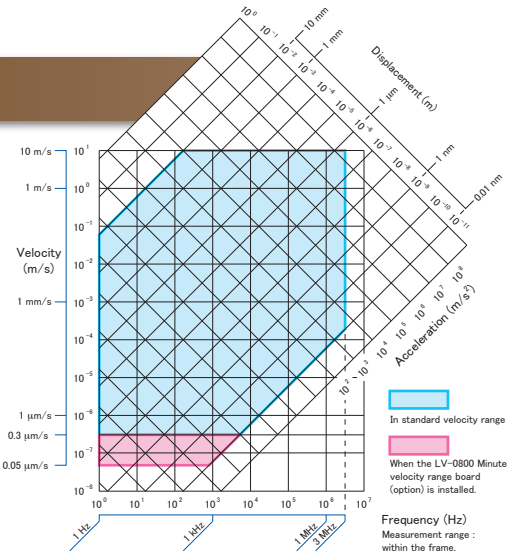 10⁰
10⁻¹
10⁻²
10⁻³
10⁻⁴
10⁻⁵
10⁻⁶
10⁻⁷
10⁻⁸
10⁻⁹
10⁻¹⁰
10⁻¹¹
10 mm
1 mm
1 μm
1 nm
0.01 nm
Displacement (m)
10 m/s
1 m/s
Velocity
(m/s)
1 mm/s
1 μm/s
0.3 μm/s
0.05 μm/s
10¹
10⁰
10⁻¹
10⁻²
10⁻³
10⁻⁴
10⁻⁵
10⁻⁶
10⁻⁷
10⁻⁸
10⁸
10⁷
10⁶
10⁵
10⁴
10³
10²
Acceleration (m/s²)
In standard velocity range
When the LV-0800 Minute
velocity range board
(option) is installed.
10⁰ 10¹ 10² 10³ 10⁴ 10⁵ 10⁶ 10⁷
1 Hz 1 kHz 1 MHz 3 MHz
Frequency (Hz)
Measurement range :
within the frame.